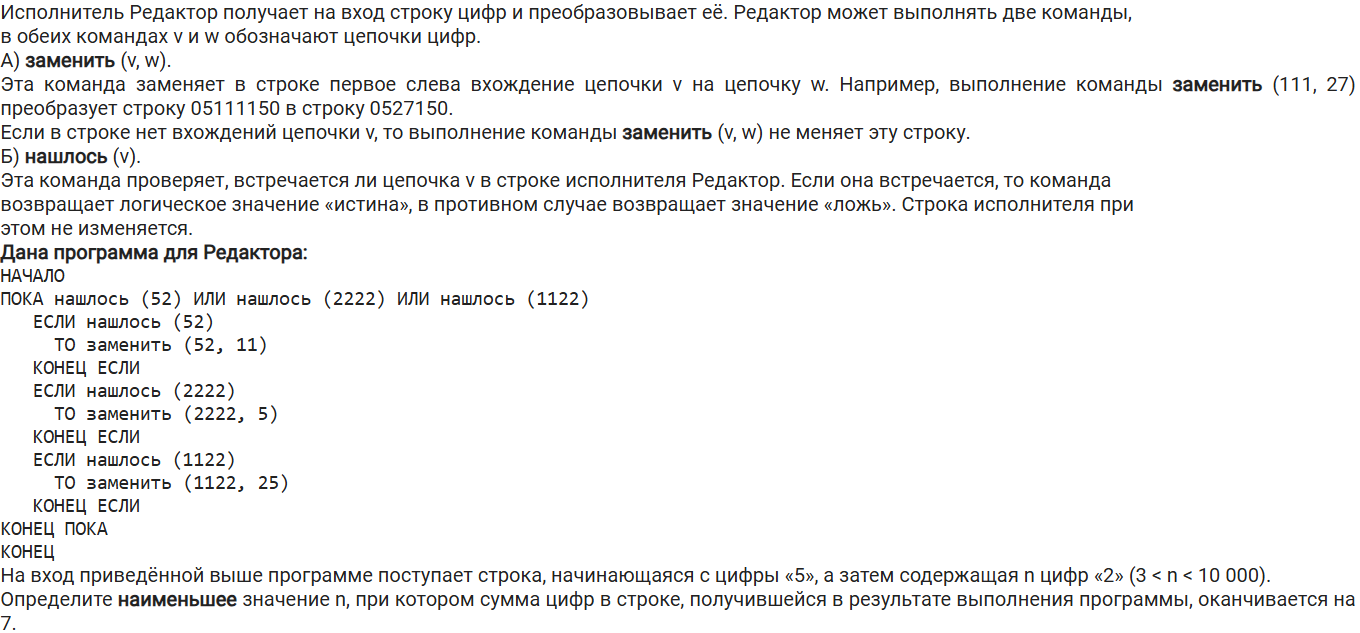 Исполнитель Редактор получает на вход строку цифр и преобразовывает её. Редактор может выполнять две команды,
в обеих командах v и w обозначают цепочки цифр.
А) заменить (v, w).
Эта команда заменяет в строке первое слева вхождение цепочки v на цепочку w. Например, выполнение команды заменить (111, 27)
преобразует строку 05111150 в строку 0527150.
Если в строке нет вхождений цепочки v, то выполнение команды заменить (v, w) не меняет эту строку.
Б) нашлось (v).
Эта команда проверяет, встречается ли цепочка v в строке исполнителя Редактор. Если она встречается, то команда
возвращает логическое значение «истина», в противном случае возвращает значение «ложь». Строка исполнителя при
этом не изменяется.
Дана программа для Редактора:
НАЧАЛО
ПОКА нашлось (52) ИЛИ нашлось (2222) ИЛИ нашлось (1122)
ЕСЛИ нашлось (52)
ТО заменить (52, 11)
КОНЕЦ ЕСЛИ
ЕСЛИ нашлось (2222)
ТО заменить (2222, 5)
КОНЕЦ ЕСЛИ
ЕСЛИ нашлось (1122)
ТО заменить (1122, 25)
КОНЕЦ ЕСЛИ
КОНЕЦ ПОКА
КОНЕЦ
На вход приведённой выше программе поступает строка, начинающаяся с цифры «5», а затем содержащая n цифр «2» (3 < n < 10 000).
Определите наименьшее значение n, при котором сумма цифр в строке, получившейся в результате выполнения программы, оканчивается на
7.